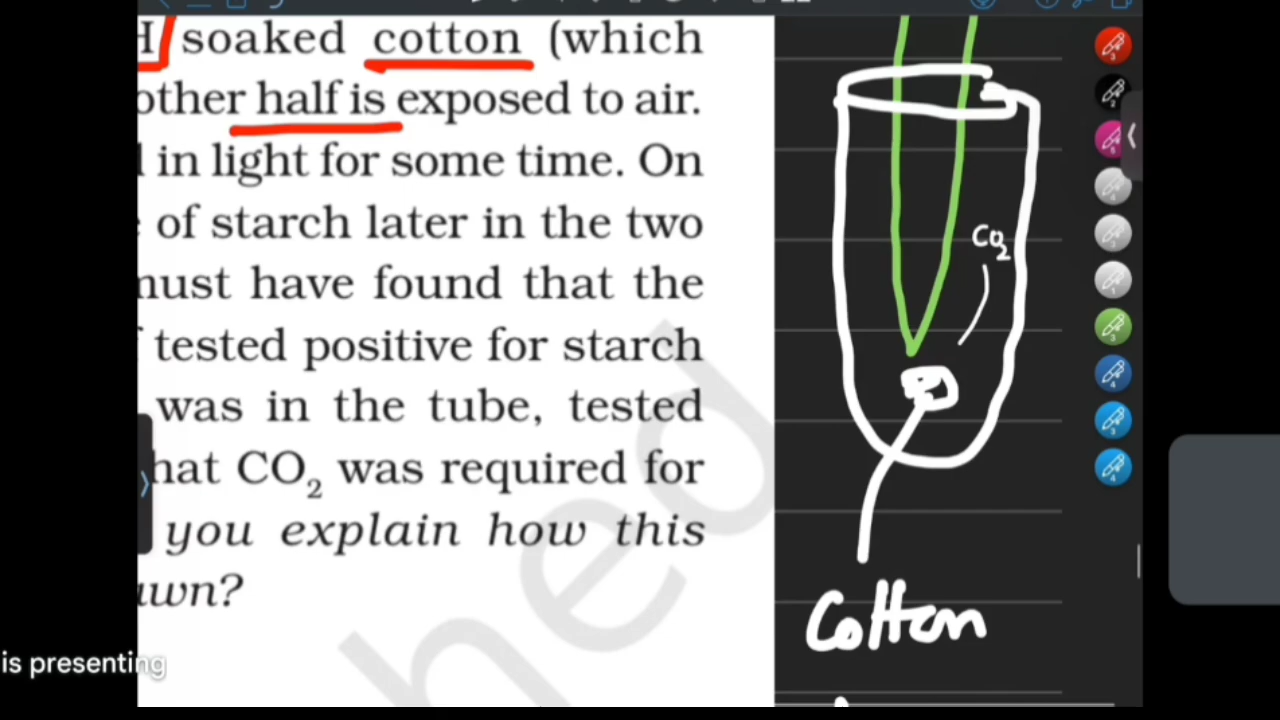 H soaked cotton (which
other half is exposed to air.
in light for some time. On
of starch later in the two
must have found that the
tested positive for starch
was in the tube, tested
hat CO₂ was required for
you explain how this
awn?
is presenting
CO₂
Cotton
hed